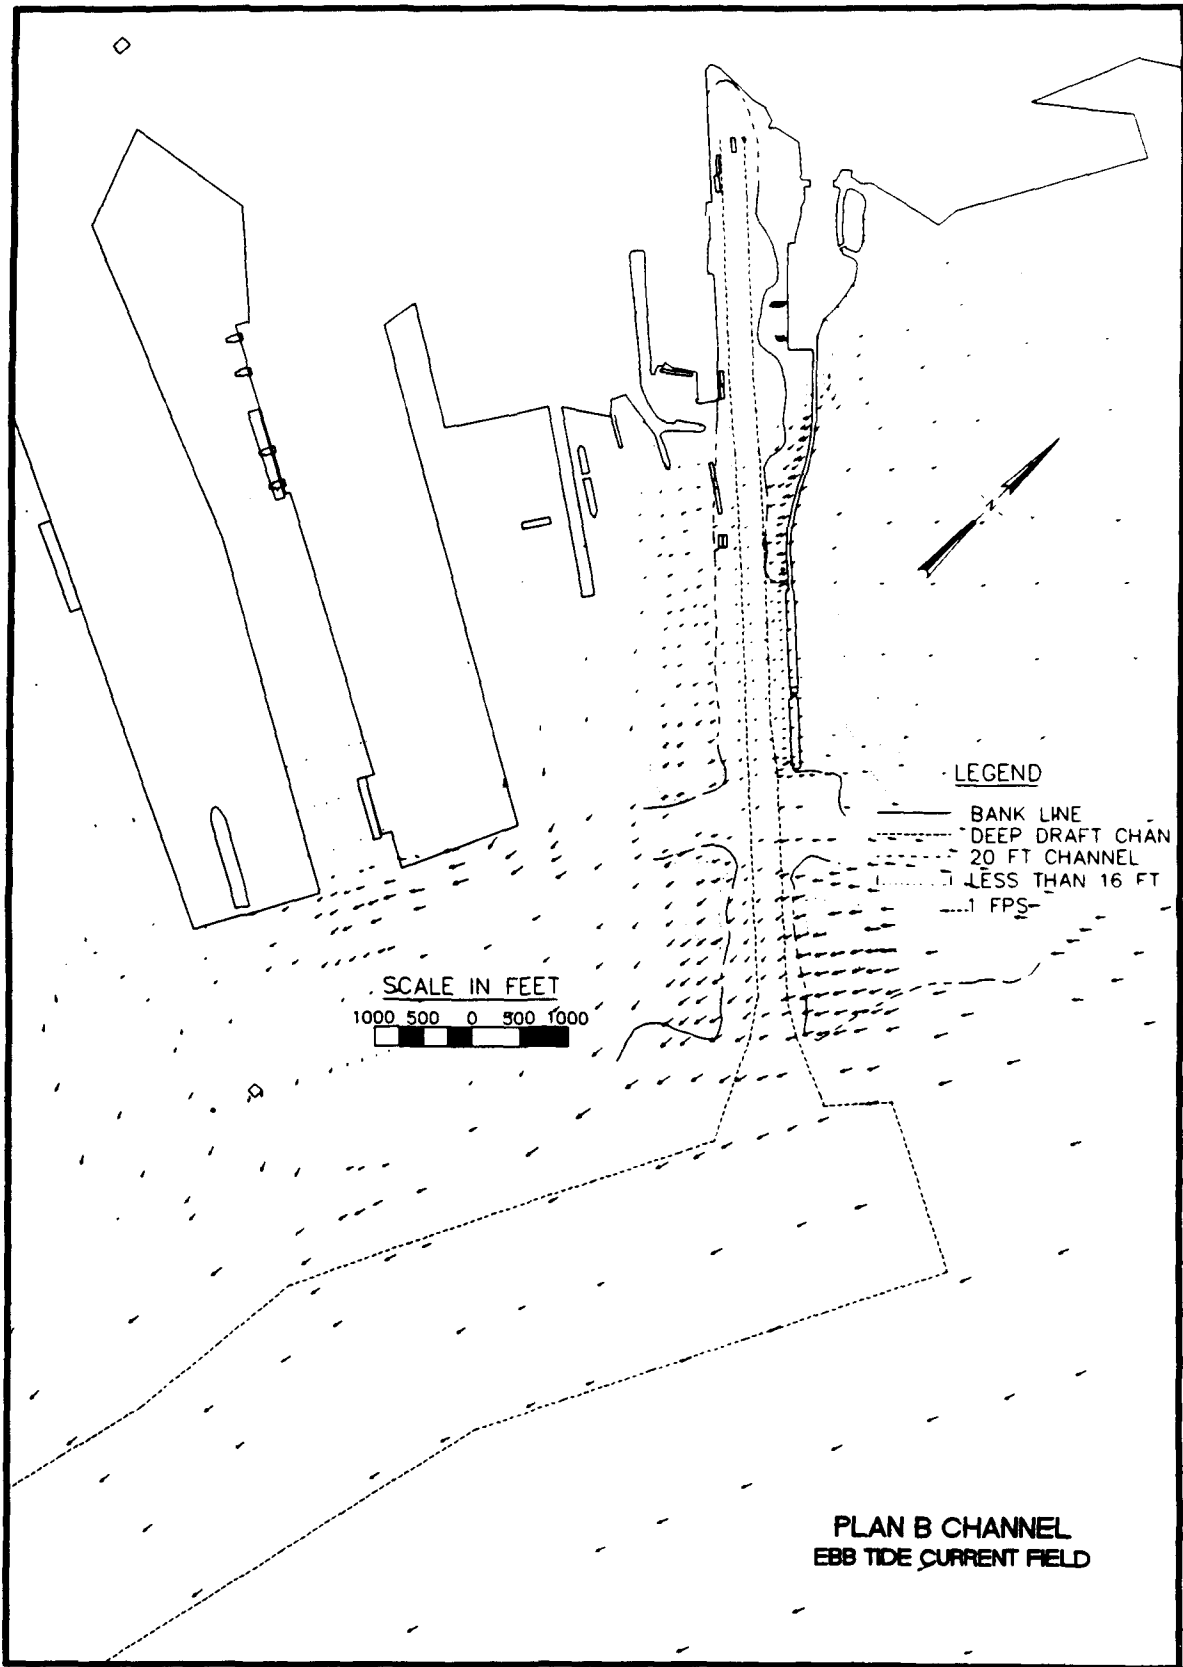 N
LEGEND
BANK LINE
DEEP DRAFT CHAN
20 FT CHANNEL
LESS THAN 16 FT
1 FPS
SCALE IN FEET
1000 500 0 500 1000
PLAN B CHANNEL
EBB TIDE CURRENT FIELD